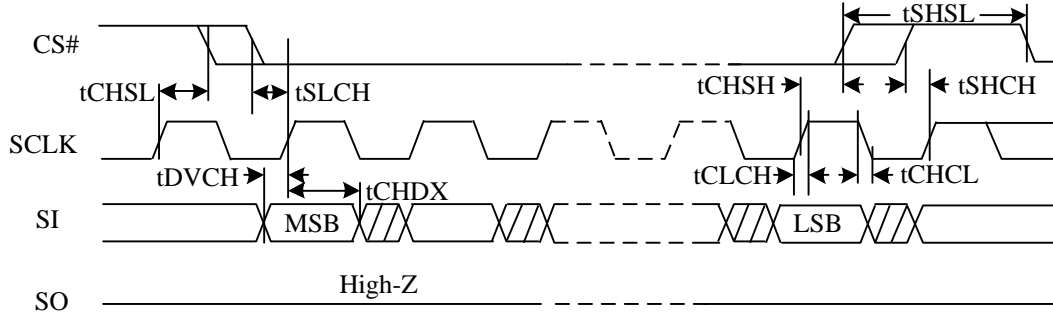 tSHSL
CS#
tCHSL
tSLCH
tCHSH
tSHCH
SCLK
tDVCH
tCHDX
tCLCH
tCHCL
SI
MSB
LSB
High-Z
SO